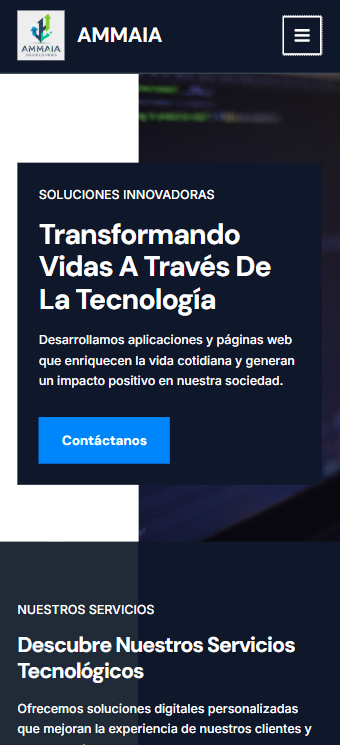 AMMAIA
AMMAIA
SOLUCIONES INNOVADORAS
Transformando
Vidas A Través De
La Tecnología
Desarrollamos aplicaciones y páginas web
que enriquecen la vida cotidiana y generan
un impacto positivo en nuestra sociedad.
Contáctanos
NUESTROS SERVICIOS
Descubre Nuestros Servicios
Tecnológicos
Ofrecemos soluciones digitales personalizadas
que mejoran la experiencia de nuestros clientes y